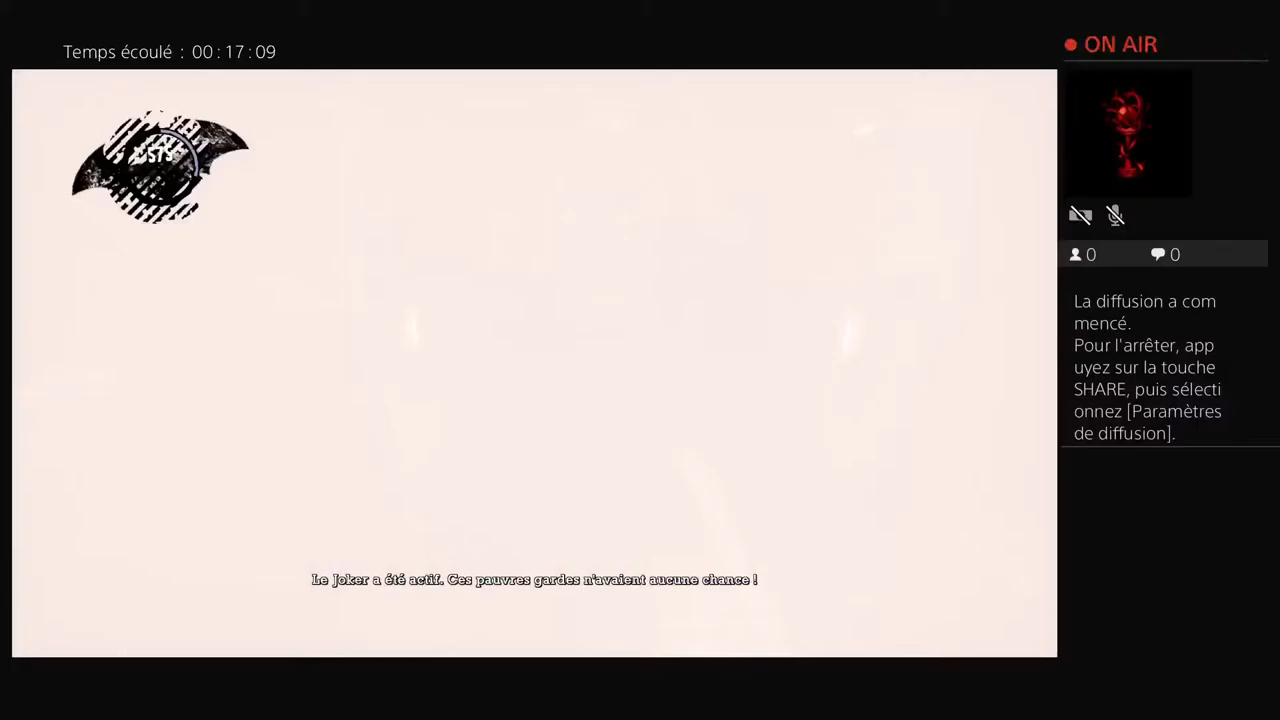 Temps écoulé : 00:17:09
ON AIR
575
0 0
La diffusion a com
mencé.
Pour l'arrêter, app
uyez sur la touche
SHARE, puis sélecti
onnez [Paramètres
de diffusion].
Le Joker a été actif. Ces pauvres gardes n'avaient aucune chance !